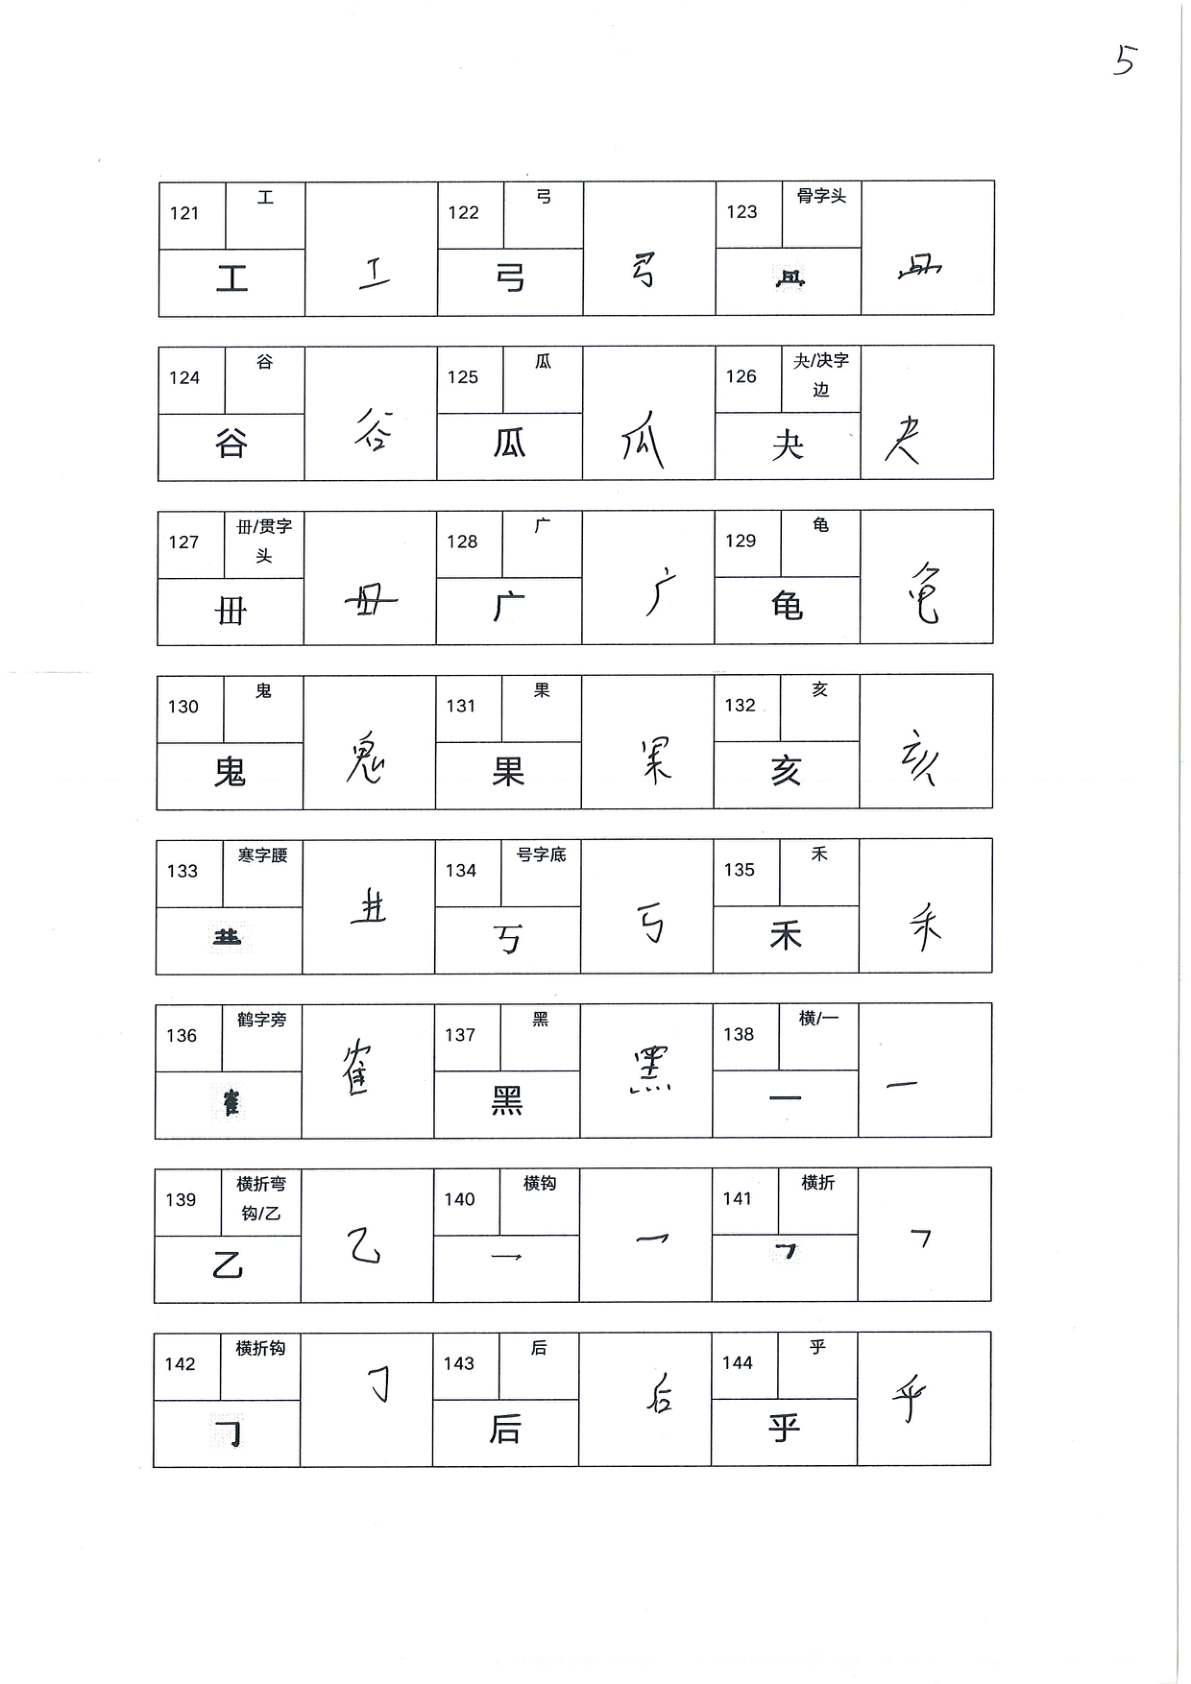 5
121 工 122 弓 123 骨字头
工 工 弓 弓
124 谷 125 瓜 126 夬/决字边
谷 谷 瓜 瓜 夬 夬
127 毌/贯字头 128 广 129 龟
毌 毌 广 广 龟 龟
130 鬼 131 果 132 亥
鬼 鬼 果 果 亥 亥
133 寒字腰 134 号字底 135 禾
丂 丂 禾 禾
136 鹤字旁 137 黑 138 横/一
隺 隺 黑 黑 一 一
139 横折弯钩/乙 140 横钩 141 横折
乙 乙 乛 乛 𠃍 𠃍
142 横折钩 143 后 144 乎
𠃌 𠃌 后 后 乎 乎